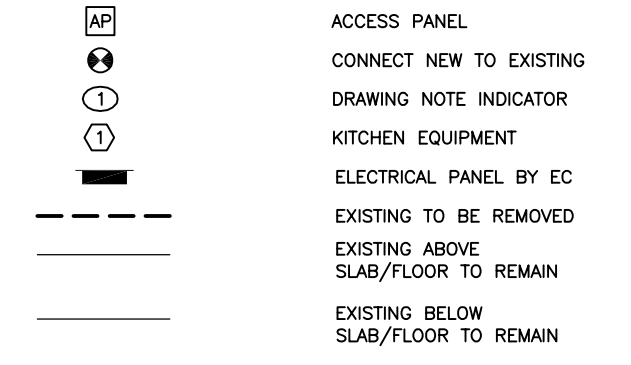 AP ACCESS PANEL
CONNECT NEW TO EXISTING
1 DRAWING NOTE INDICATOR
1 KITCHEN EQUIPMENT
ELECTRICAL PANEL BY EC
EXISTING TO BE REMOVED
EXISTING ABOVE
SLAB/FLOOR TO REMAIN
EXISTING BELOW
SLAB/FLOOR TO REMAIN